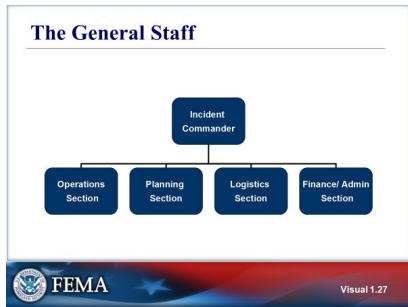 The General Staff
Incident
Commander
Operations
Section
Planning
Section
Logistics
Section
Finance/ Admin
Section
FEMA
Visual 1.27